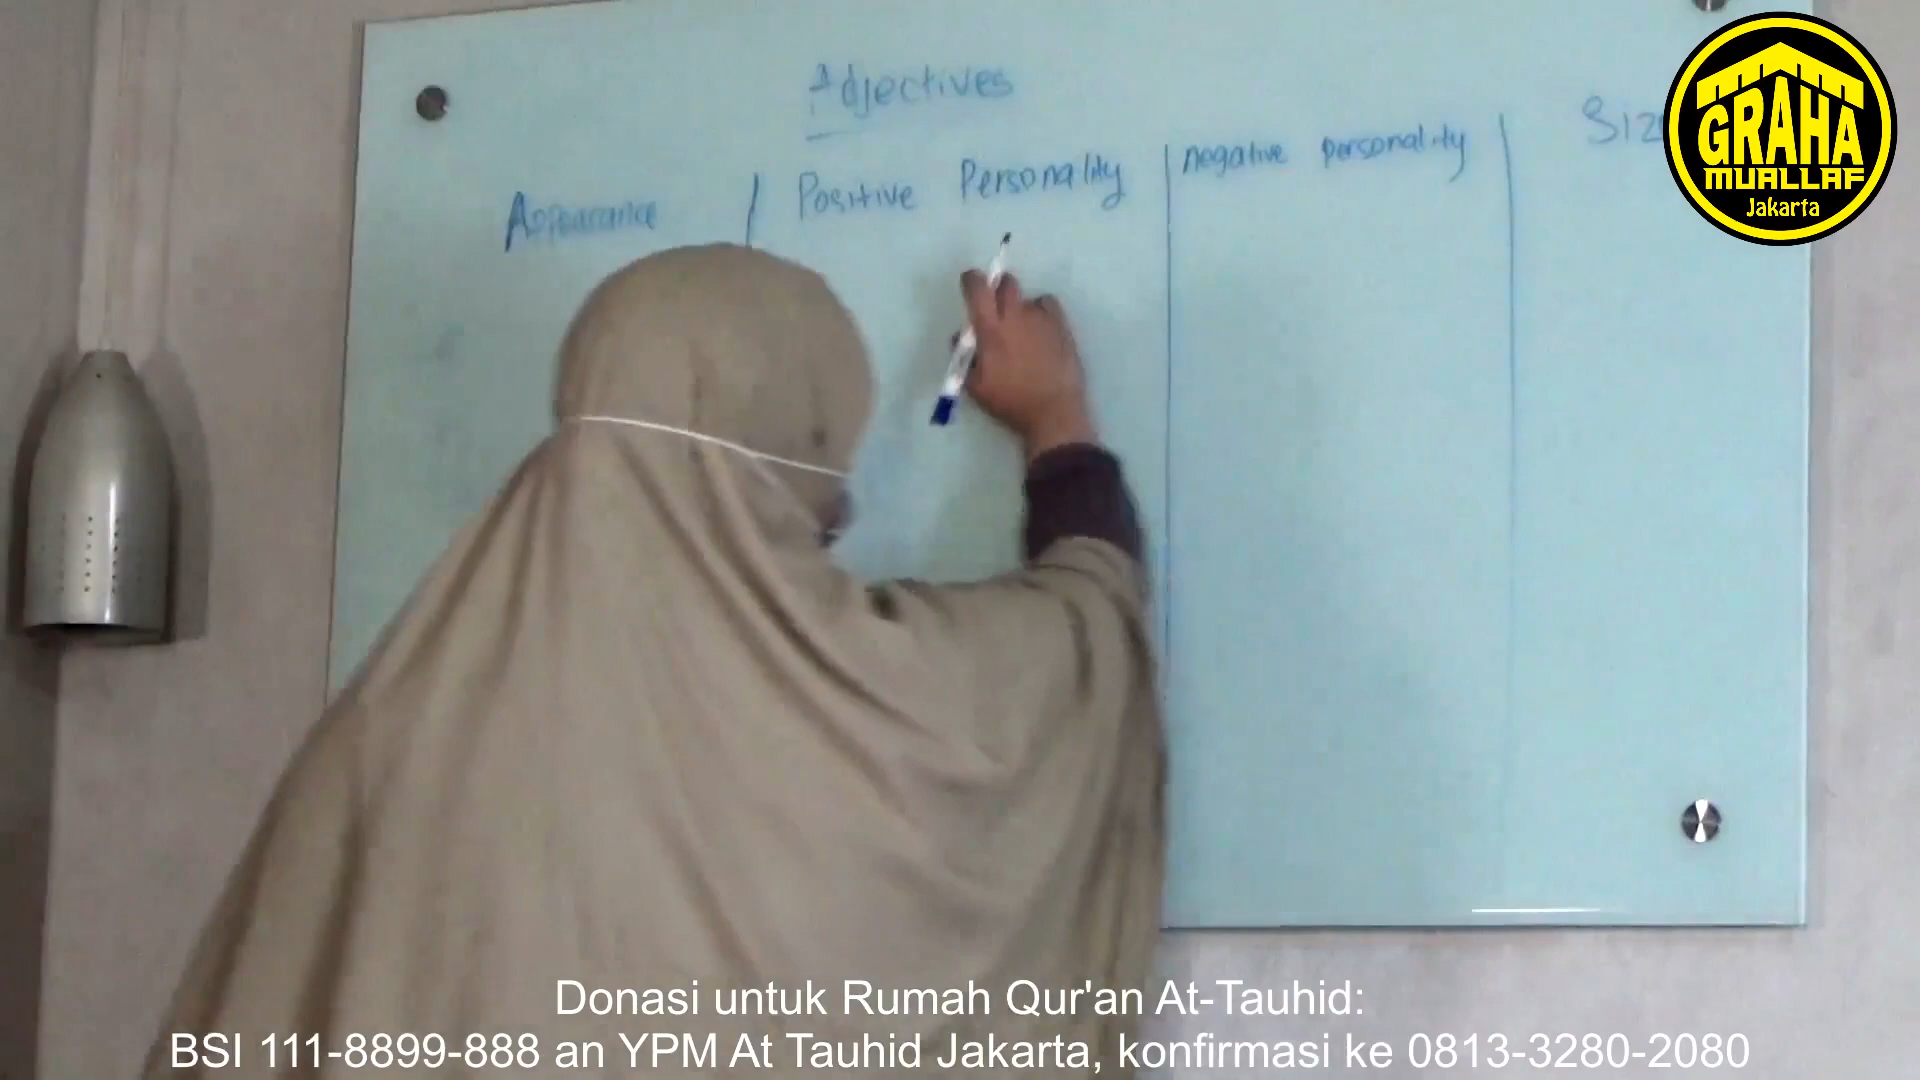 Adjectives
Appearance
Positive Personality
negative personality
Siz
GRAHA
MUALLAF
Jakarta
Donasi untuk Rumah Qur'an At-Tauhid:
BSI 111-8899-888 an YPM At Tauhid Jakarta, konfirmasi ke 0813-3280-2080